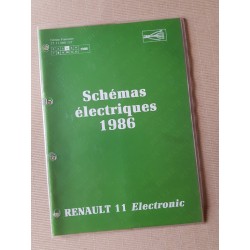 Schémas
électriques
1986
RENAULT 11 Electronic